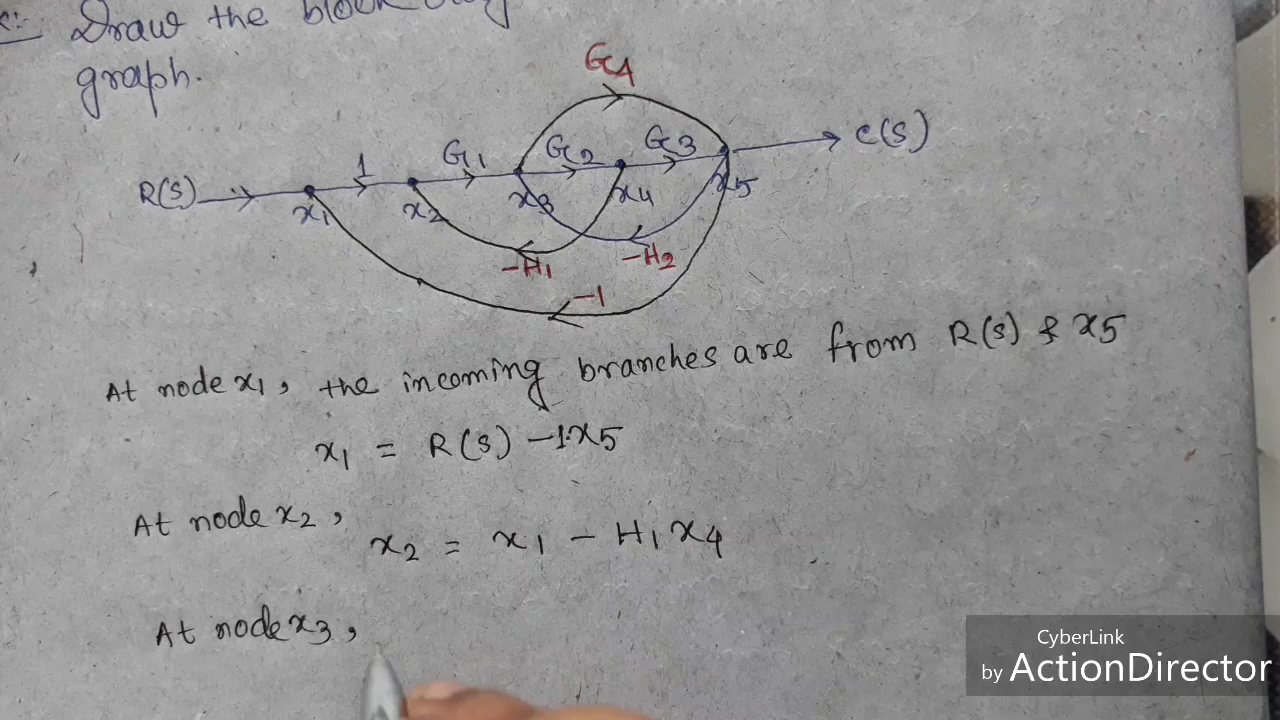 Draw the block
graph.
G4
R(s) 1 G1 G2 G3 C(s)
x1 x2 x3 x4 x5
-H1 -H2
-1
At node x1, the incoming branches are from R(s) & x5
x1 = R(s) -1.x5
At node x2,
x2 = x1 - H1 x4
At node x3,
CyberLink
by ActionDirector